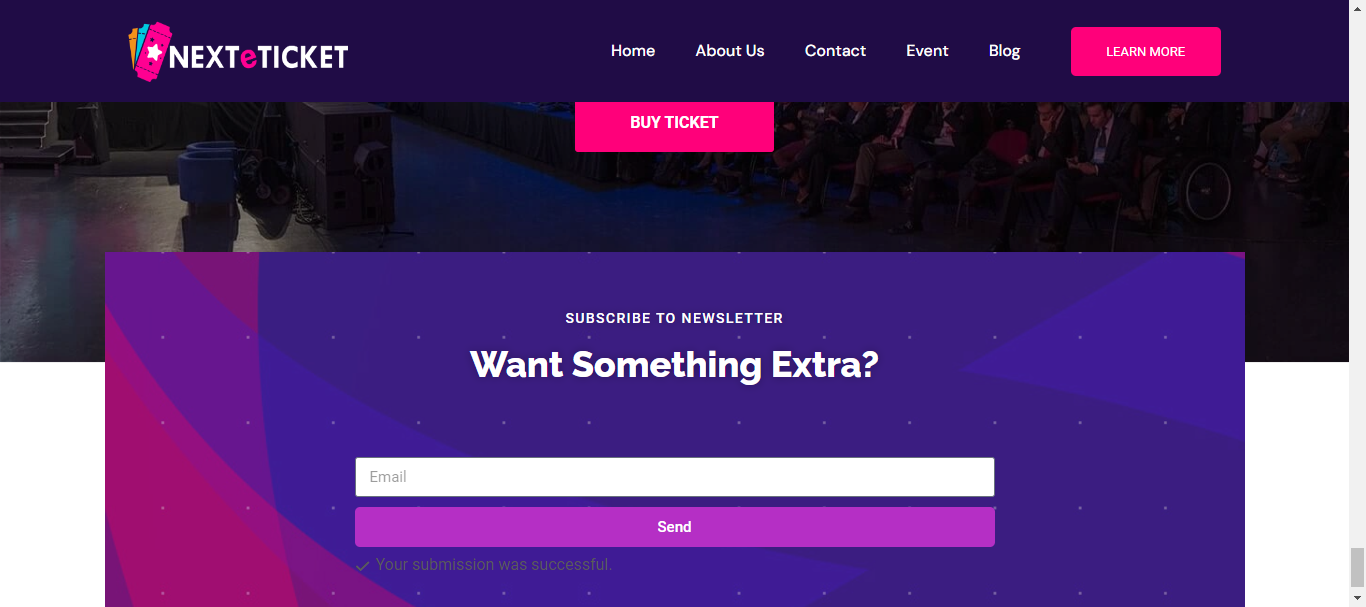 NEXTeTICKET
Home About Us Contact Event Blog LEARN MORE
BUY TICKET
SUBSCRIBE TO NEWSLETTER
Want Something Extra?
Email
Send
Your submission was successful.